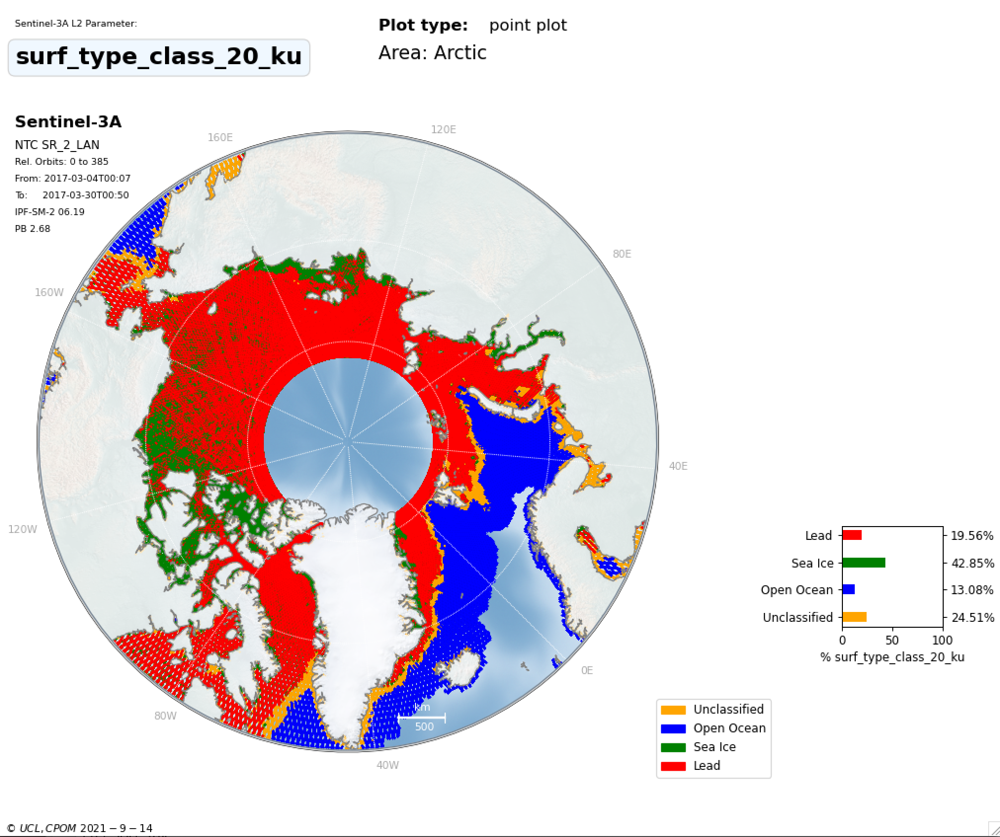 Sentinel-3A L2 Parameter:
surf_type_class_20_ku
Plot type: point plot
Area: Arctic
Sentinel-3A
NTC SR_2_LAN
Rel. Orbits: 0 to 385
From: 2017-03-04T00:07
To: 2017-03-30T00:50
IPF-SM-2 06.19
PB 2.68
160E
120E
80E
160W
40E
120W
0E
80W
40W
km
500
Lead 19.56%
Sea Ice 42.85%
Open Ocean 13.08%
Unclassified 24.51%
0 50 100
% surf_type_class_20_ku
Unclassified
Open Ocean
Sea Ice
Lead
© UCL, CPOM 2021 − 9 − 14